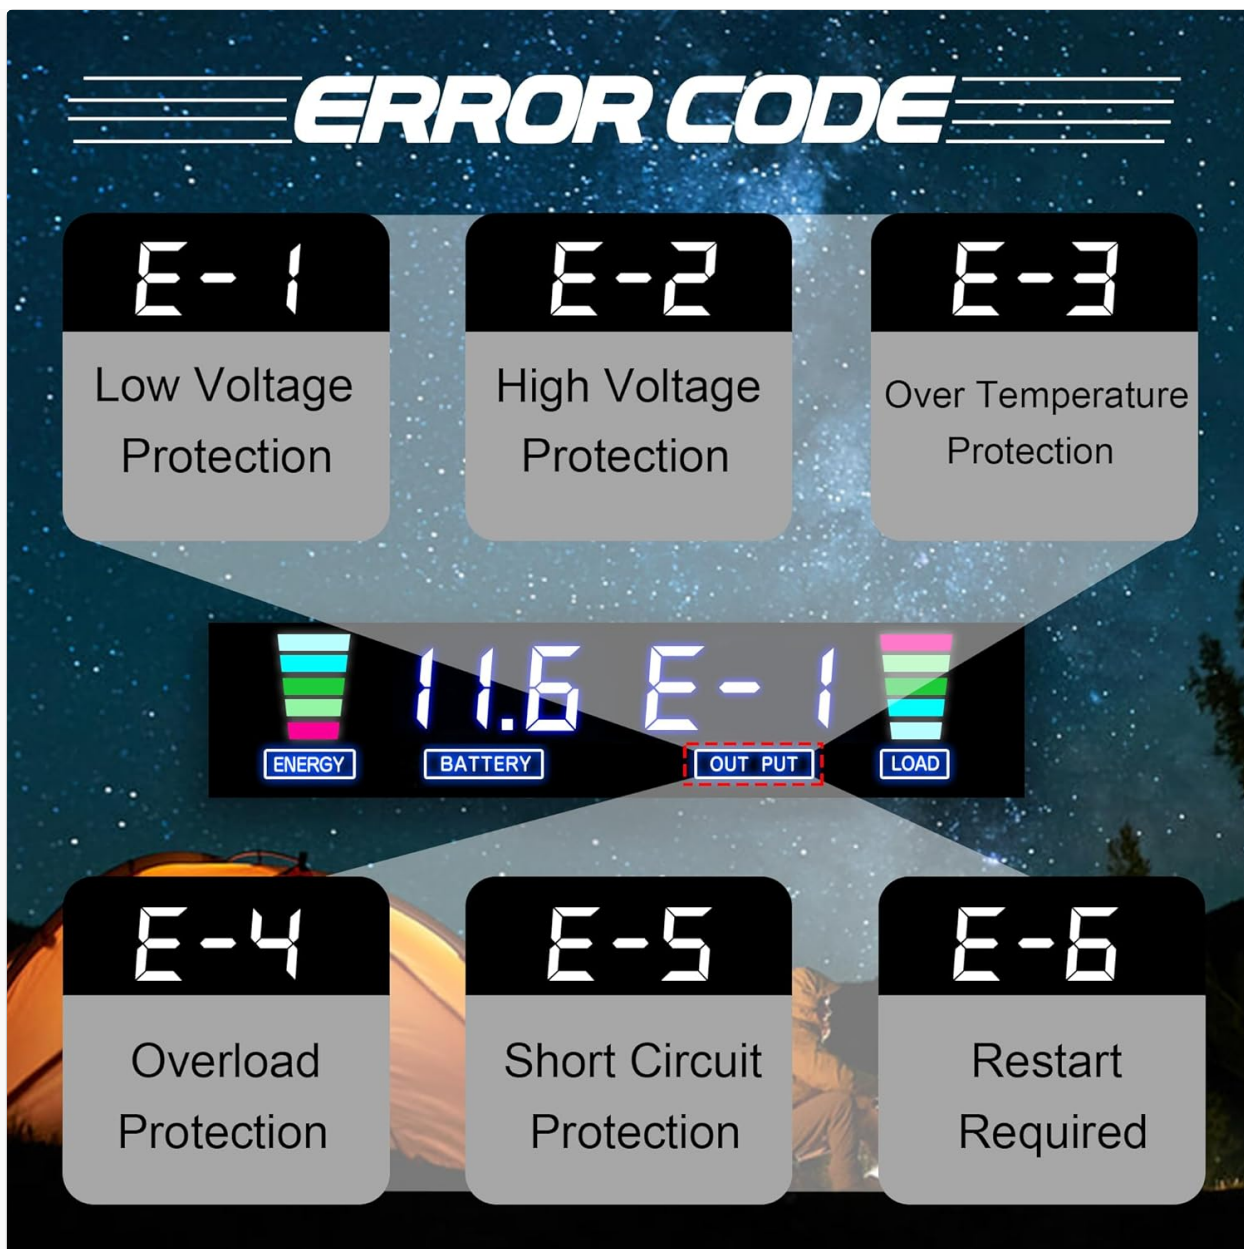 ERROR CODE
E-1
Low Voltage
Protection
E-2
High Voltage
Protection
E-3
Over Temperature
Protection
11.6 E-1
ENERGY BATTERY OUT PUT LOAD
E-4
Overload
Protection
E-5
Short Circuit
Protection
E-6
Restart
Required